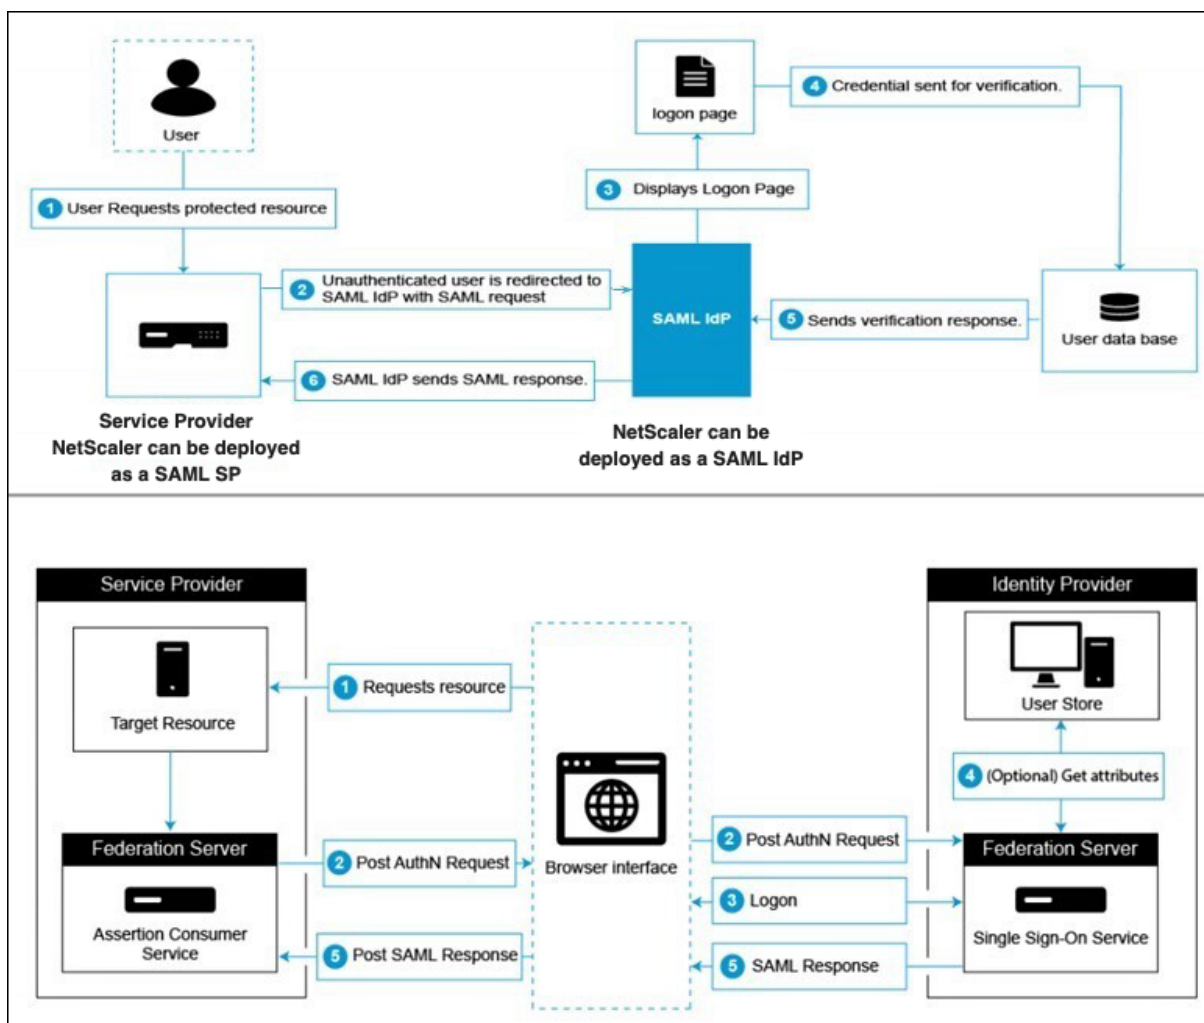 User
1 User Requests protected resource
2 Unauthenticated user is redirected to
SAML IdP with SAML request
logon page
4 Credential sent for verification.
3 Displays Logon Page
SAML IdP
5 Sends verification response.
User data base
6 SAML IdP sends SAML response.
Service Provider
NetScaler can be deployed
as a SAML SP
NetScaler can be
deployed as a SAML IdP
Service Provider
Target Resource
Federation Server
Assertion Consumer
Service
1 Requests resource
2 Post AuthN Request
5 Post SAML Response
Browser interface
2 Post AuthN Request
3 Logon
5 SAML Response
Identity Provider
User Store
4 (Optional) Get attributes
Federation Server
Single Sign-On Service